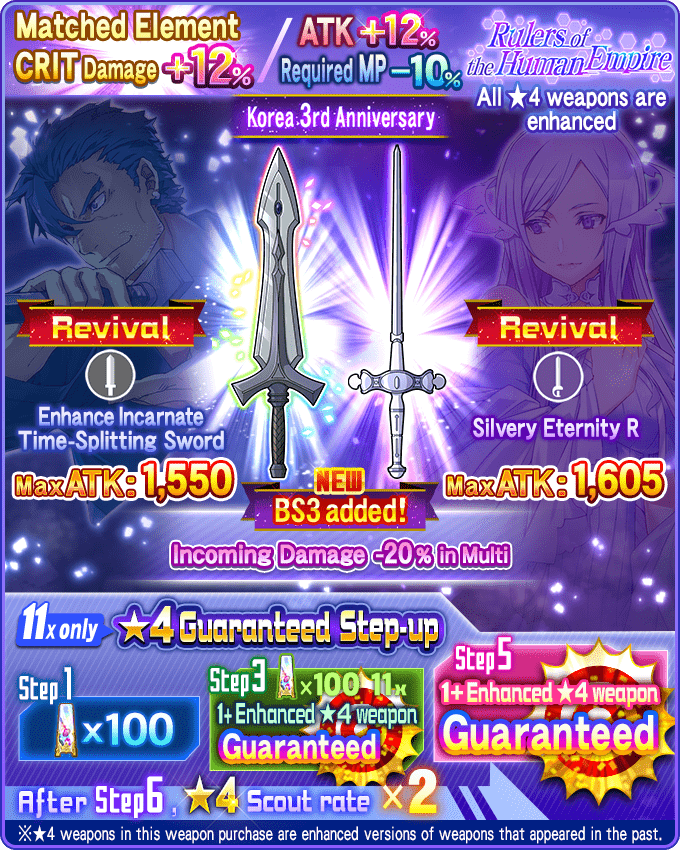 Matched Element
CRIT Damage +12%
/
ATK +12%
Required MP -10%
Rulers of
the Human Empire
All ★4 weapons are
enhanced
Korea 3rd Anniversary
Revival
Enhance Incarnate
Time-Splitting Sword
MaxATK: 1,550
Revival
Silvery Eternity R
MaxATK: 1,605
NEW
BS3 added!
Incoming Damage -20% in Multi
11x only
★4 Guaranteed Step-up
Step 1
×100
Step 3 ×100 11x
1+ Enhanced ★4 weapon
Guaranteed
Step 5
1+ Enhanced ★4 weapon
Guaranteed
After Step6, ★4 Scout rate ×2
※★4 weapons in this weapon purchase are enhanced versions of weapons that appeared in the past.